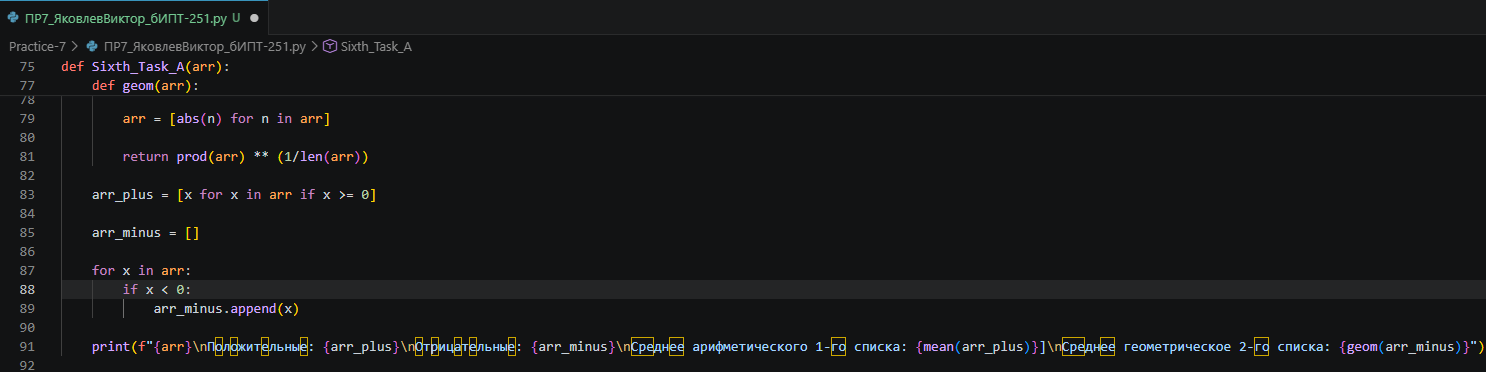 ПР7_ЯковлевВиктор_бИПТ-251.py U
Practice-7 > ПР7_ЯковлевВиктор_бИПТ-251.py > Sixth_Task_A
75 def Sixth_Task_A(arr):
77     def geom(arr):
78
79         arr = [abs(n) for n in arr]
80
81         return prod(arr) ** (1/len(arr))
82
83     arr_plus = [x for x in arr if x >= 0]
84
85     arr_minus = []
86
87     for x in arr:
88         if x < 0:
89             arr_minus.append(x)
90
91     print(f"{arr}\nПоложительные: {arr_plus}\nОтрицательные: {arr_minus}\nСреднее арифметического 1-го списка: {mean(arr_plus)}]\nСреднее геометрическое 2-го списка: {geom(arr_minus)}")
92